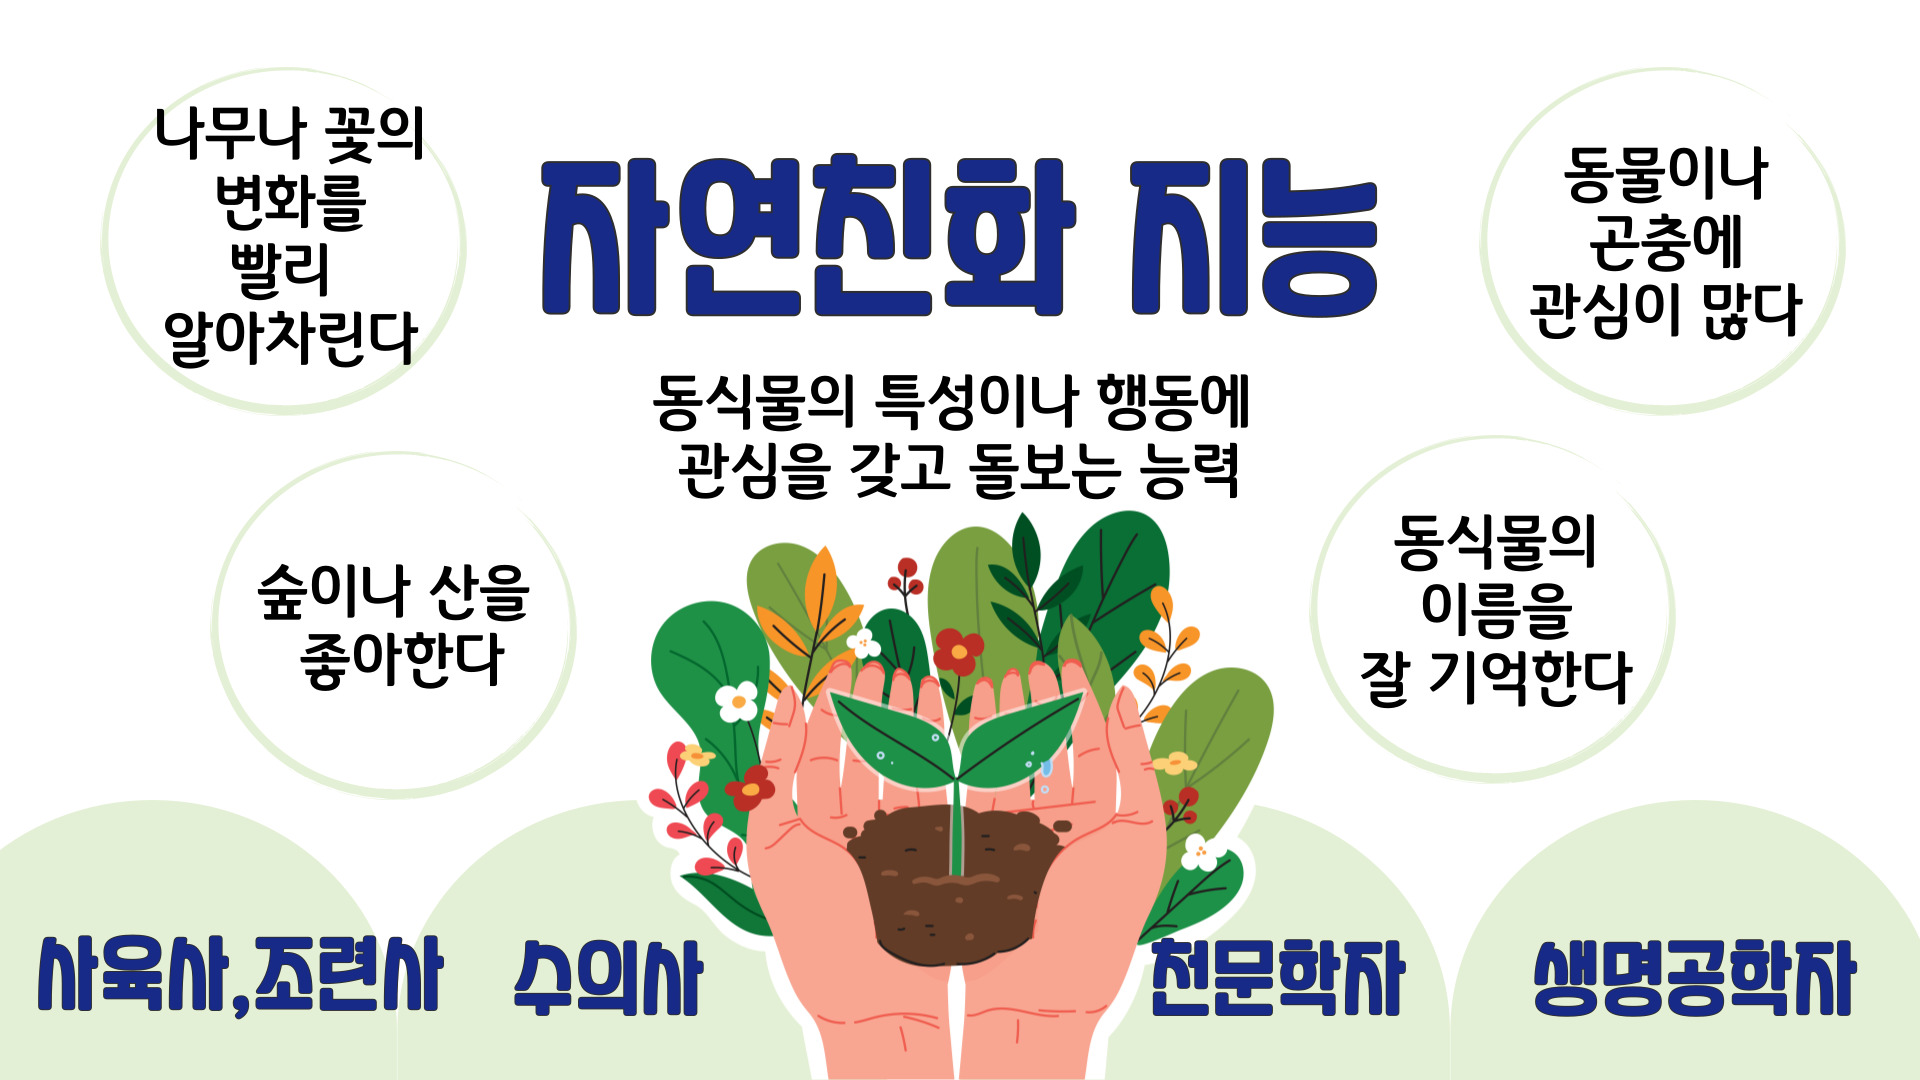 자연친화 지능
동식물의 특성이나 행동에
관심을 갖고 돌보는 능력
나무나 꽃의
변화를
빨리
알아차린다
동물이나
곤충에
관심이 많다
숲이나 산을
좋아한다
동식물의
이름을
잘 기억한다
사육사,조련사
수의사
천문학자
생명공학자